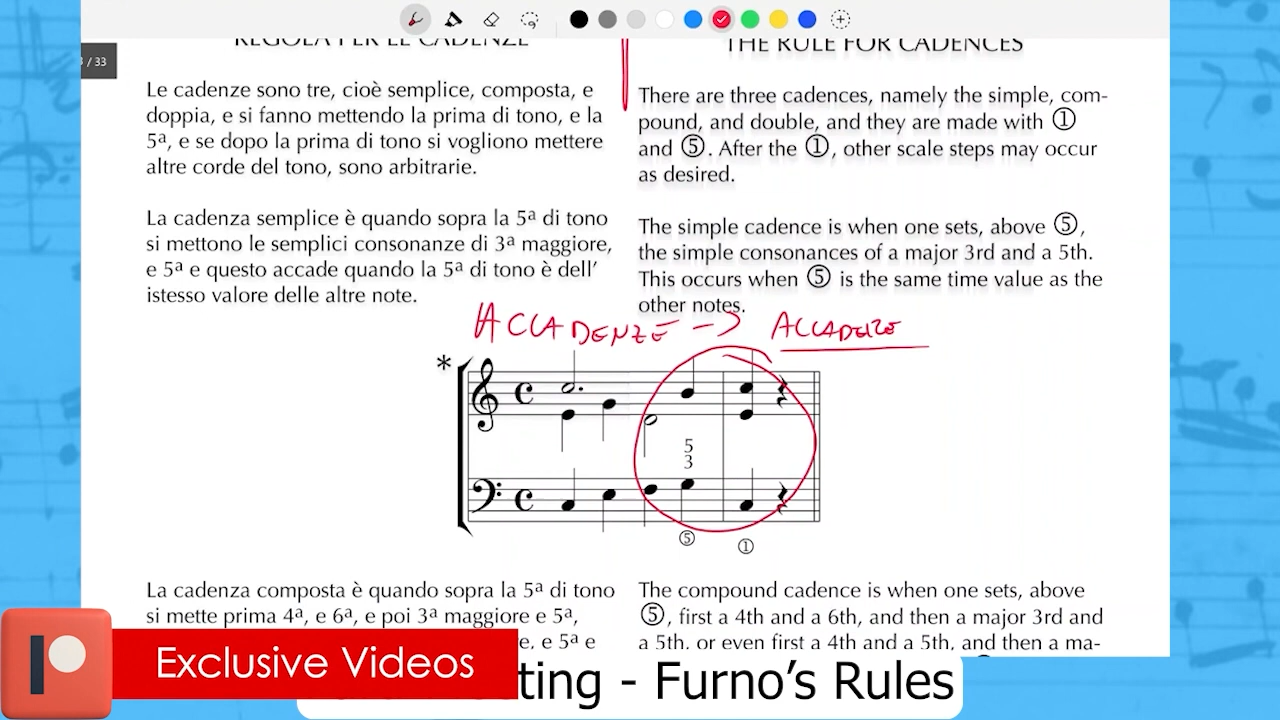 / 33
REGOLA PER LE CADENZE
Le cadenze sono tre, cioè semplice, composta, e
doppia, e si fanno mettendo la prima di tono, e la
5ª, e se dopo la prima di tono si vogliono mettere
altre corde del tono, sono arbitrarie.
La cadenza semplice è quando sopra la 5ª di tono
si mettono le semplici consonanze di 3ª maggiore,
e 5ª e questo accade quando la 5ª di tono è dell'
istesso valore delle altre note.
THE RULE FOR CADENCES
There are three cadences, namely the simple, com-
pound, and double, and they are made with ①
and ⑤. After the ①, other scale steps may occur
as desired.
The simple cadence is when one sets, above ⑤,
the simple consonances of a major 3rd and a 5th.
This occurs when ⑤ is the same time value as the
other notes.
ACCADENZE → ACCADENZE
*
5
3
⑤ ①
La cadenza composta è quando sopra la 5ª di tono
si mette prima 4ª, e 6ª, e poi 3ª maggiore e 5ª,
e, e 5ª e
The compound cadence is when one sets, above
⑤, first a 4th and a 6th, and then a major 3rd and
a 5th, or even first a 4th and a 5th, and then a ma-
Exclusive Videos
ting - Furno's Rules